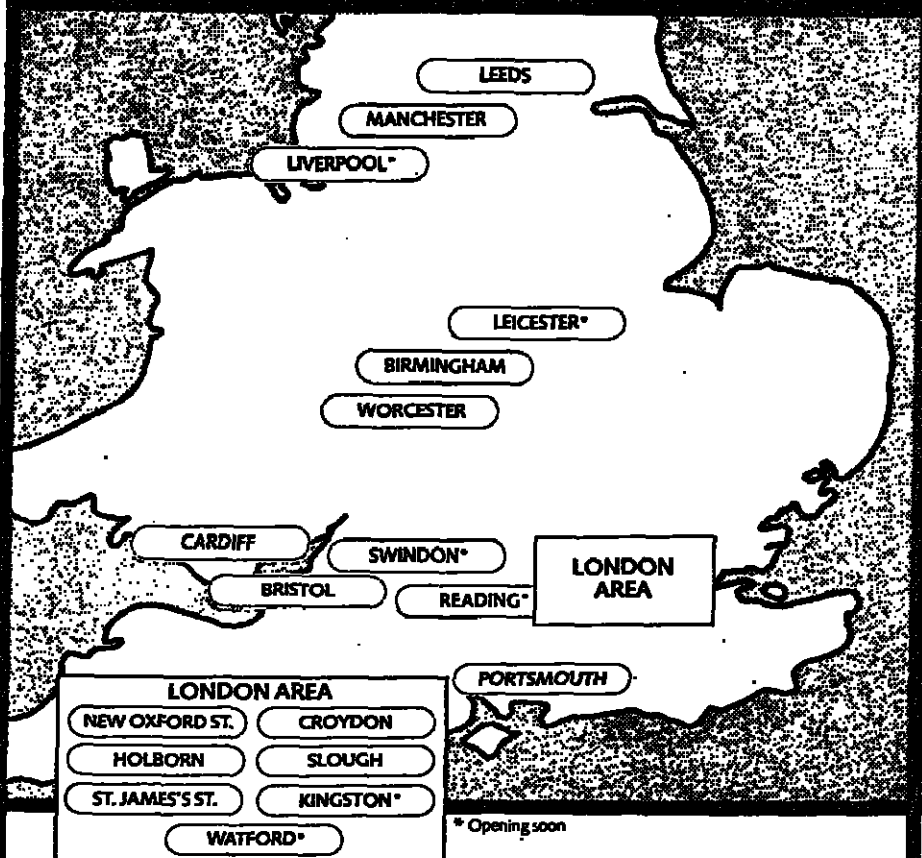 LEEDS
MANCHESTER
LIVERPOOL*
LEICESTER*
BIRMINGHAM
WORCESTER
CARDIFF
SWINDON*
BRISTOL
READING*
LONDON
AREA
PORTSMOUTH
LONDON AREA
NEW OXFORD ST.
CROYDON
HOLBORN
SLOUGH
ST. JAMES'S ST.
KINGSTON*
WATFORD*
* Opening soon